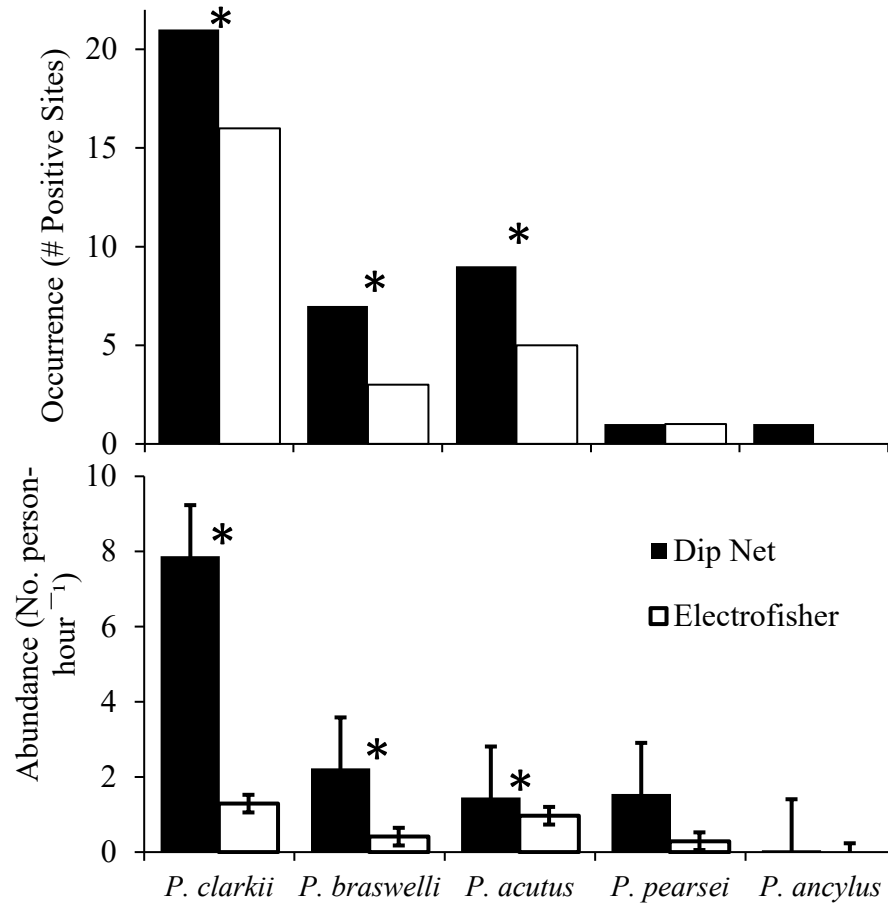 Occurrence (# Positive Sites)
20
15
10
5
0
*
*
*
Abundance (No. person-
hour ¯¹)
10
8
6
4
2
0
*
*
*
Dip Net
Electrofisher
P. clarkii P. braswelli P. acutus P. pearsei P. ancylus